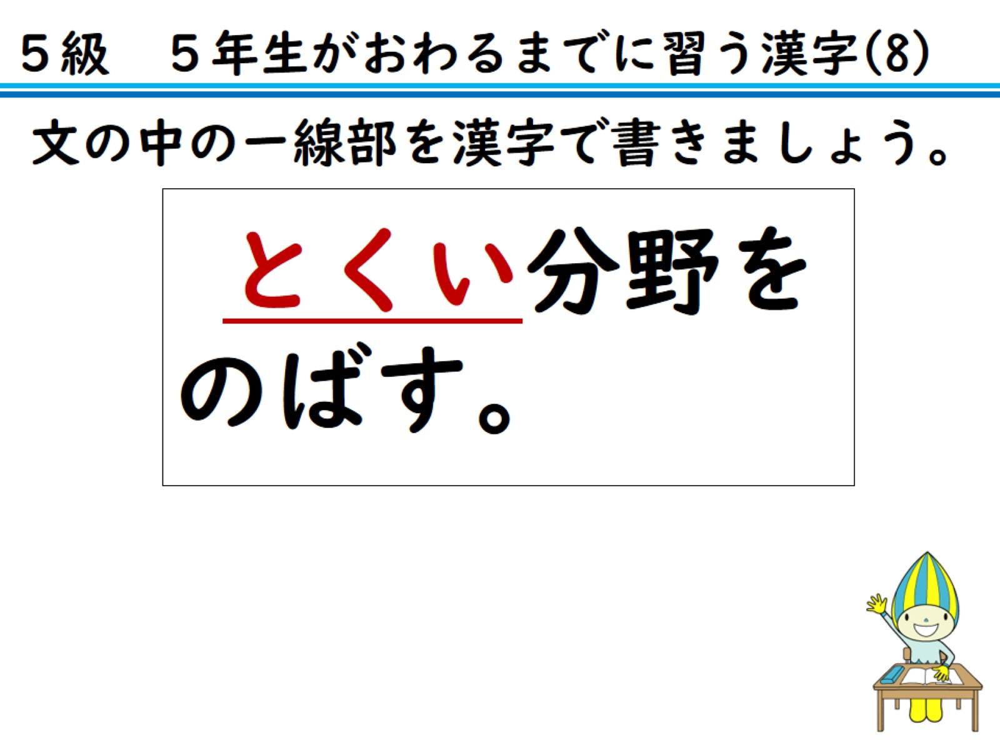 ５級　５年生がおわるまでに習う漢字(8)
文の中の―線部を漢字で書きましょう。
とくい分野を
のばす。